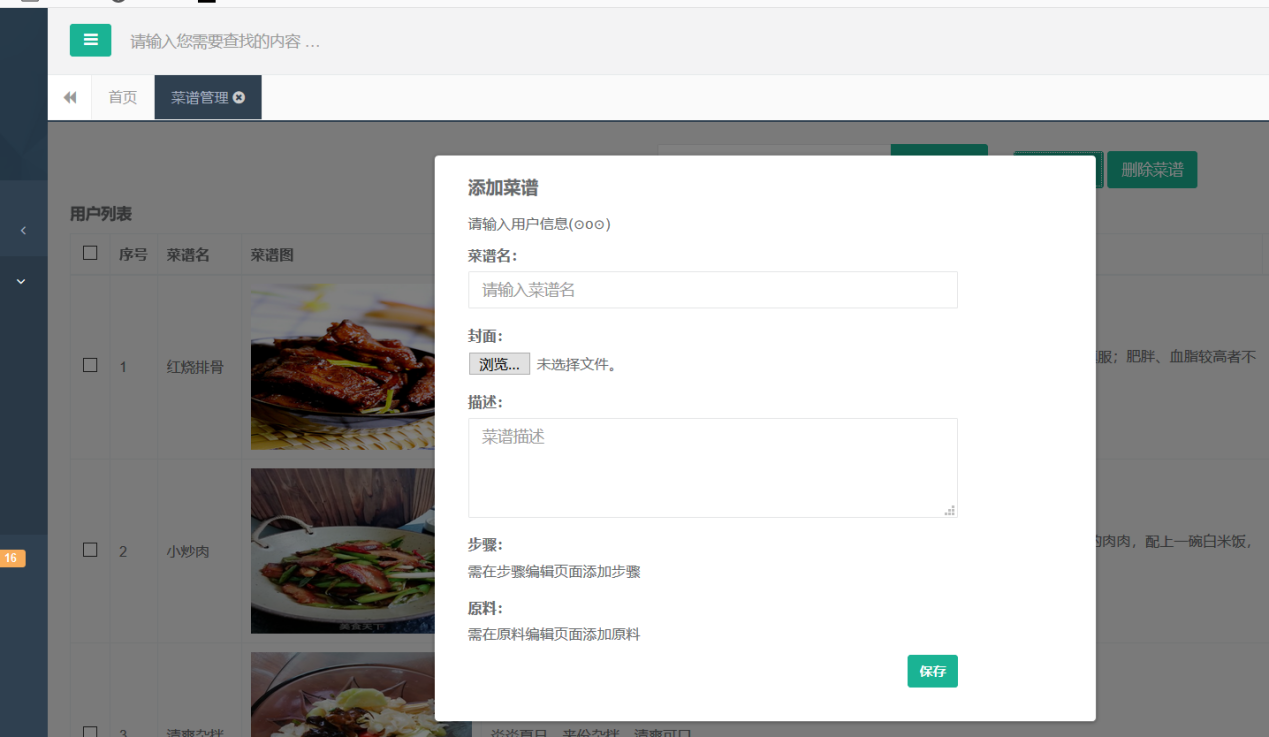 请输入您需要查找的内容 …
首页
菜谱管理
删除菜谱
添加菜谱
请输入用户信息(⊙o⊙)
用户列表
序号 菜谱名 菜谱图
菜谱名：
请输入菜谱名
封面：
浏览... 未选择文件。
1 红烧排骨
服；肥胖、血脂较高者不
描述：
菜谱描述
2 小炒肉
的肉肉，配上一碗白米饭，
步骤：
需在步骤编辑页面添加步骤
16
原料：
需在原料编辑页面添加原料
美食天下
保存
3 清爽杂拌
炎炎夏日，来份杂拌，清爽可口